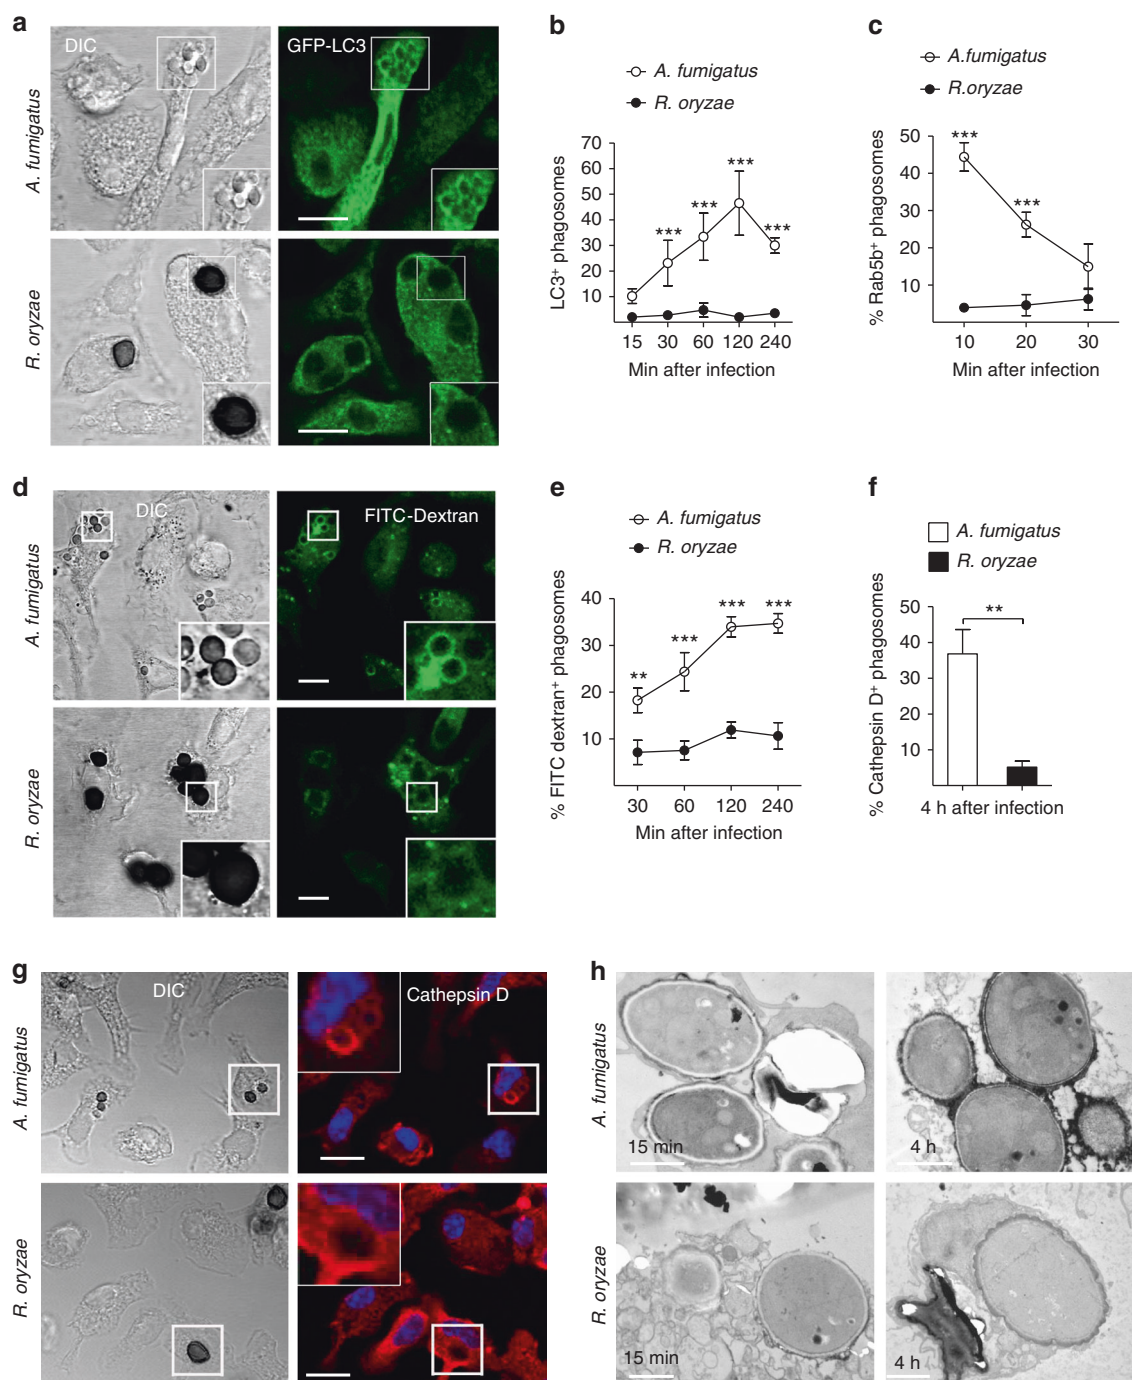 a
DIC
GFP-LC3
A. fumigatus
R. oryzae
b
A. fumigatus
R. oryzae
LC3⁺ phagosomes
70
60
50
40
30
20
10
***
***
***
***
15 30 60 120 240
Min after infection
c
A.fumigatus
R.oryzae
% Rab5b⁺ phagosomes
50
40
30
20
10
***
***
10 20 30
Min after infection
d
DIC
FITC-Dextran
A. fumigatus
R. oryzae
e
A. fumigatus
R. oryzae
% FITC dextran⁺ phagosomes
40
30
20
10
**
***
***
***
30 60 120 240
Min after infection
f
A. fumigatus
R. oryzae
% Cathepsin D⁺ phagosomes
50
40
30
20
10
**
4 h after infection
g
DIC
Cathepsin D
A. fumigatus
R. oryzae
h
A. fumigatus
15 min
4 h
R. oryzae
15 min
4 h